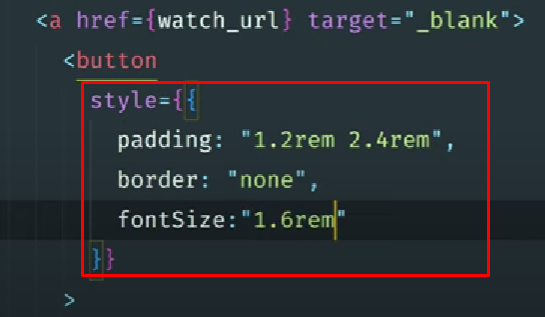 <a href={watch_url} target="_blank">
<button
style={{
padding: "1.2rem 2.4rem",
border: "none",
fontSize:"1.6rem"
}}
>